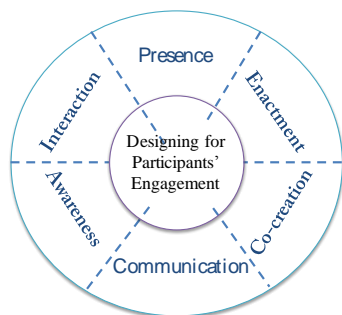 Presence
Interaction
Enactment
Designing for
Participants’
Engagement
Awareness
Co-creation
Communication